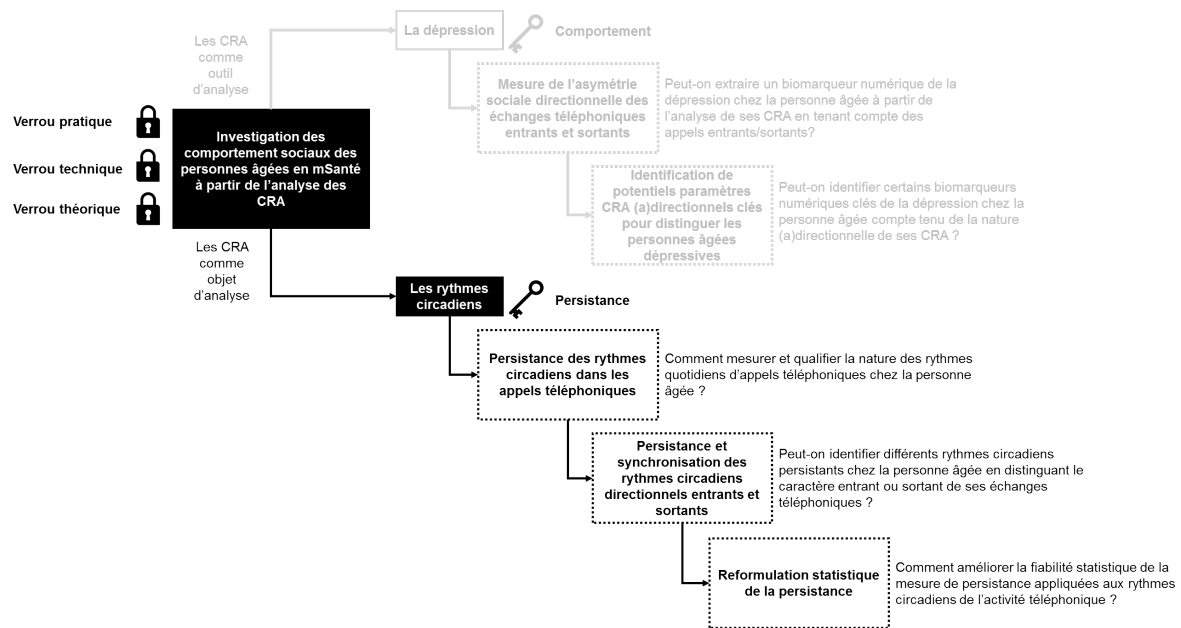 Les CRA
comme
outil
d'analyse
La dépression
Comportement
Mesure de l'asymétrie
sociale directionnelle des
échanges téléphoniques
entrants et sortants
Peut-on extraire un biomarqueur numérique de la
dépression chez la personne âgée à partir de
l'analyse de ses CRA en tenant compte des
appels entrants/sortants?
Identification de
potentiels paramètres
CRA (a)directionnels clés
pour distinguer les
personnes âgées
dépressives
Peut-on identifier certains biomarqueurs
numériques clés de la dépression chez la
personne âgée compte tenu de la nature
(a)directionnelle de ses CRA ?
Verrou pratique
Verrou technique
Verrou théorique
Investigation des
comportement sociaux des
personnes âgées en mSanté
à partir de l'analyse des
CRA
Les CRA
comme
objet
d'analyse
Les rythmes
circadiens
Persistance
Persistance des rythmes
circadiens dans les
appels téléphoniques
Comment mesurer et qualifier la nature des rythmes
quotidiens d'appels téléphoniques chez la personne
âgée ?
Persistance et
synchronisation des
rythmes circadiens
directionnels entrants et
sortants
Peut-on identifier différents rythmes circadiens
persistants chez la personne âgée en distinguant le
caractère entrant ou sortant de ses échanges
téléphoniques ?
Reformulation statistique
de la persistance
Comment améliorer la fiabilité statistique de la
mesure de persistance appliquées aux rythmes
circadiens de l'activité téléphonique ?